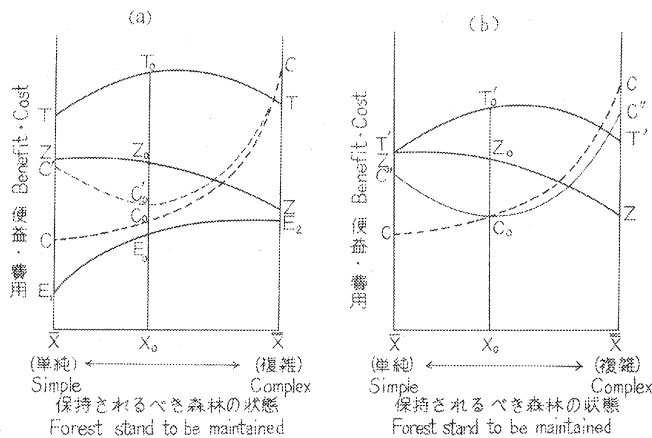 (a)
便益・費用 Benefit・Cost
T
Z
C'
C
E₁
T₀
Z₀
C₀'
C₀
E₀
C
T
Z
E₂
X̄
X₀
(単純)
(複雑)
Simple
Complex
保持されるべき森林の状態
Forest stand to be maintained
(b)
便益・費用 Benefit・Cost
T'
Z
C
T₀'
Z₀
C₀
C
C''
T'
Z
X̄
X₀
(単純)
(複雑)
Simple
Complex
保持されるべき森林の状態
Forest stand to be maintained